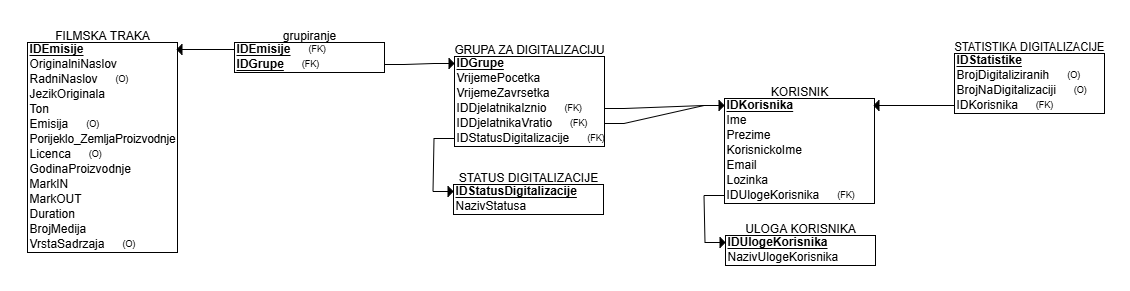 FILMSKA TRAKA
IDEmisije
OriginalniNaslov
RadniNaslov (O)
JezikOriginala
Ton
Emisija (O)
Porijeklo_ZemljaProizvodnje
Licenca (O)
GodinaProizvodnje
MarkIN
MarkOUT
Duration
BrojMedija
VrstaSadrzaja (O)
grupiranje
IDEmisije (FK)
IDGrupe (FK)
GRUPA ZA DIGITALIZACIJU
IDGrupe
VrijemePocetka
VrijemeZavrsetka
IDDjelatnikaIznio (FK)
IDDjelatnikaVratio (FK)
IDStatusDigitalizacije (FK)
STATUS DIGITALIZACIJE
IDStatusDigitalizacije
NazivStatusa
KORISNIK
IDKorisnika
Ime
Prezime
KorisnickoIme
Email
Lozinka
IDUlogeKorisnika (FK)
ULOGA KORISNIKA
IDUlogeKorisnika
NazivUlogeKorisnika
STATISTIKA DIGITALIZACIJE
IDStatistike
BrojDigitaliziranih (O)
BrojNaDigitalizaciji (O)
IDKorisnika (FK)